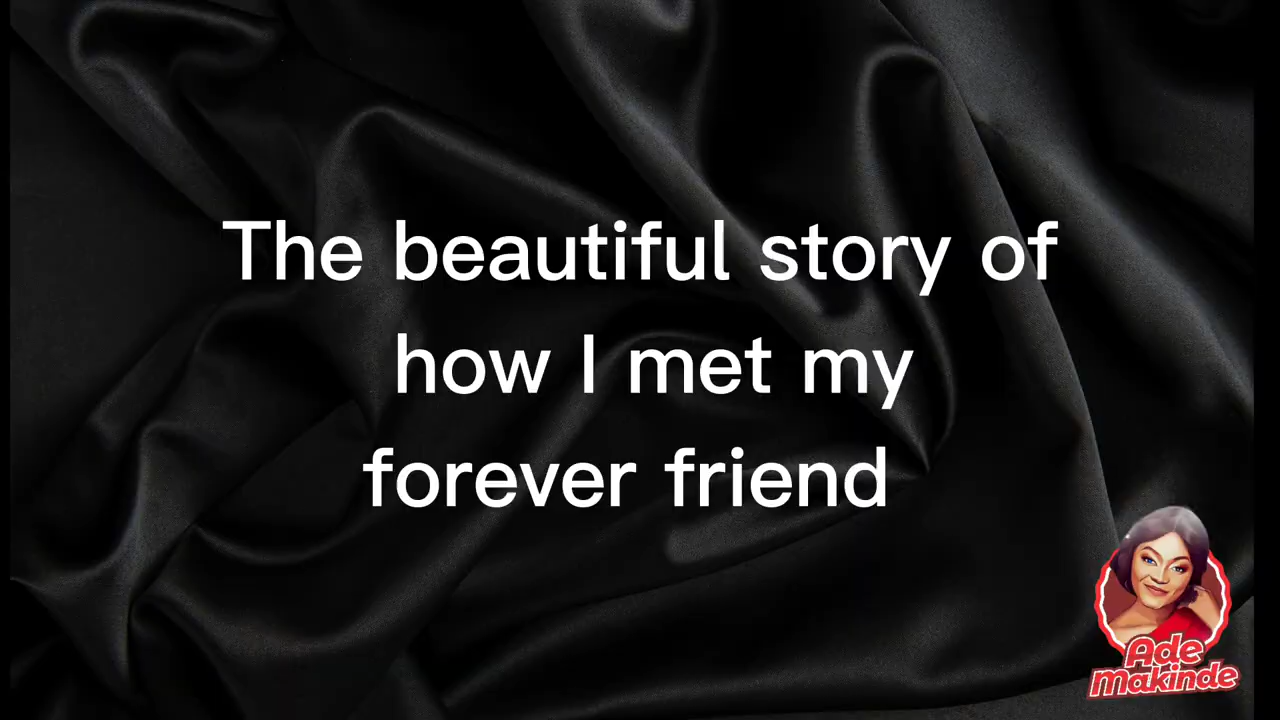 The beautiful story of
how I met my
forever friend
Ade
Makinde